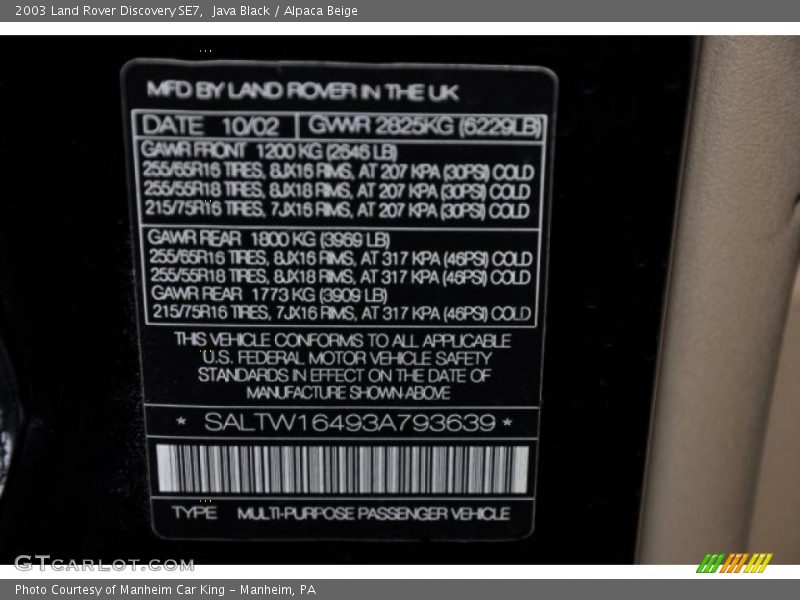 2003 Land Rover Discovery SE7, Java Black / Alpaca Beige
MFD BY LAND ROVER IN THE UK
DATE 10/02 GVWR 2825KG (6229LB)
GAWR FRONT 1200 KG (2646 LB)
255/65R16 TIRES, 8JX16 RIMS, AT 207 KPA (30PSI) COLD
255/55R18 TIRES, 8JX18 RIMS, AT 207 KPA (30PSI) COLD
215/75R16 TIRES, 7JX16 RIMS, AT 207 KPA (30PSI) COLD
GAWR REAR 1800 KG (3969 LB)
255/65R16 TIRES, 8JX16 RIMS, AT 317 KPA (46PSI) COLD
255/55R18 TIRES, 8JX18 RIMS, AT 317 KPA (46PSI) COLD
GAWR REAR 1773 KG (3909 LB)
215/75R16 TIRES, 7JX16 RIMS, AT 317 KPA (46PSI) COLD
THIS VEHICLE CONFORMS TO ALL APPLICABLE
U.S. FEDERAL MOTOR VEHICLE SAFETY
STANDARDS IN EFFECT ON THE DATE OF
MANUFACTURE SHOWN ABOVE
* SALTW16493A793639 *
TYPE MULTI-PURPOSE PASSENGER VEHICLE
GTCARLOT.COM
Photo Courtesy of Manheim Car King - Manheim, PA